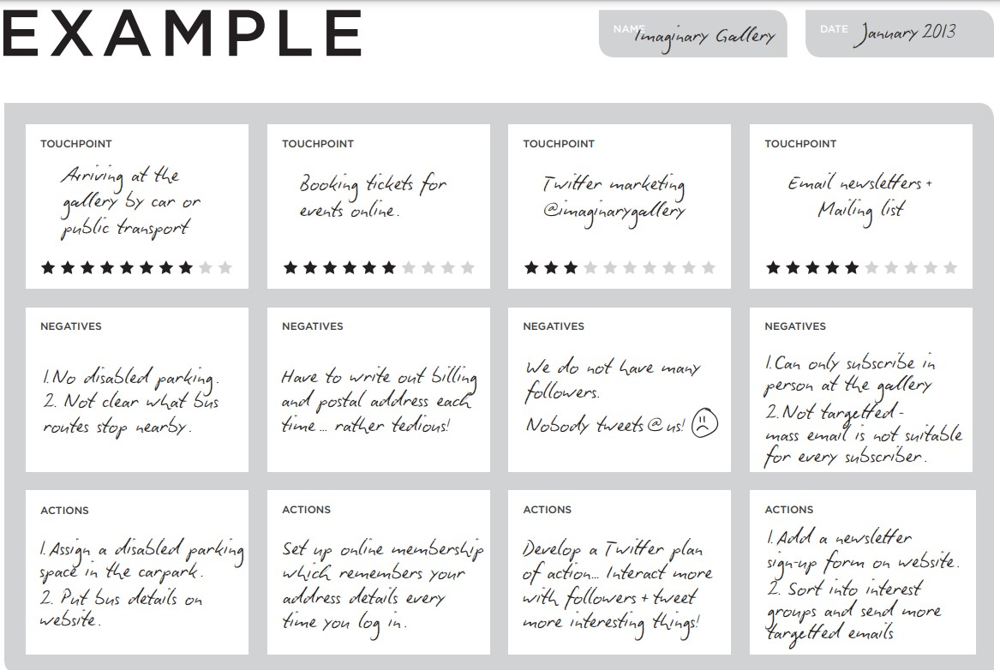 EXAMPLE
NAME Imaginary Gallery
DATE January 2013
TOUCHPOINT
Arriving at the
gallery by car or
public transport
TOUCHPOINT
Booking tickets for
events online.
TOUCHPOINT
Twitter marketing
@imaginarygallery
TOUCHPOINT
Email newsletters +
Mailing list
NEGATIVES
1. No disabled parking.
2. Not clear what bus
routes stop nearby.
NEGATIVES
Have to write out billing
and postal address each
time... rather tedious!
NEGATIVES
We do not have many
followers.
Nobody tweets @ us!
NEGATIVES
1. Can only subscribe in
person at the gallery
2. Not targetted -
mass email is not suitable
for every subscriber.
ACTIONS
1. Assign a disabled parking
space in the carpark.
2. Put bus details on
website.
ACTIONS
Set up online membership
which remembers your
address details every
time you log in.
ACTIONS
Develop a Twitter plan
of action... Interact more
with followers + tweet
more interesting things!
ACTIONS
1. Add a newsletter
sign-up form on website.
2. Sort into interest
groups and send more
targetted emails